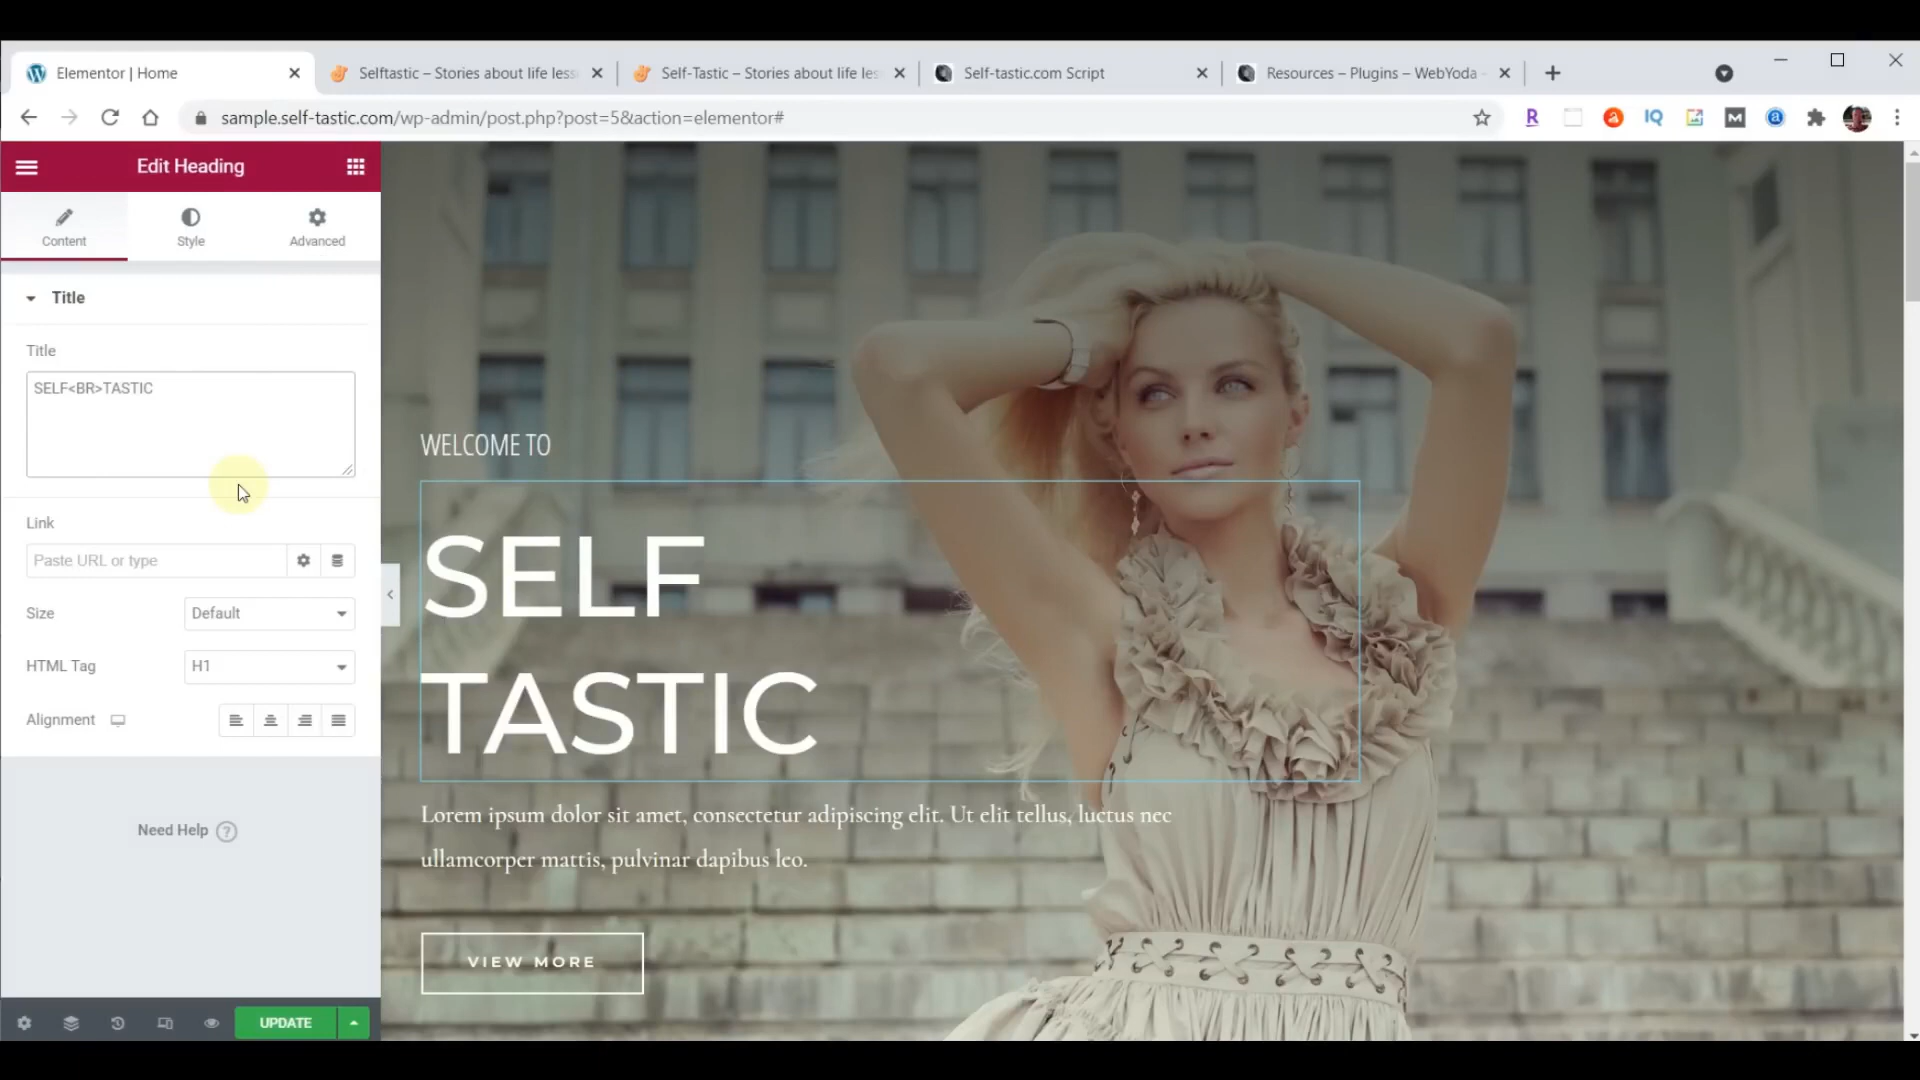 Elementor | Home
Selftastic – Stories about life less
Self-Tastic – Stories about life les
Self-tastic.com Script
Resources – Plugins – WebYoda -
sample.self-tastic.com/wp-admin/post.php?post=5&action=elementor#
R
a
IQ
M
a
Edit Heading
Content
Style
Advanced
Title
Title
SELF<BR>TASTIC
Link
Paste URL or type
Size
Default
HTML Tag
H1
Alignment
Need Help ?
UPDATE
WELCOME TO
SELF
TASTIC
Lorem ipsum dolor sit amet, consectetur adipiscing elit. Ut elit tellus, luctus nec
ullamcorper mattis, pulvinar dapibus leo.
VIEW MORE